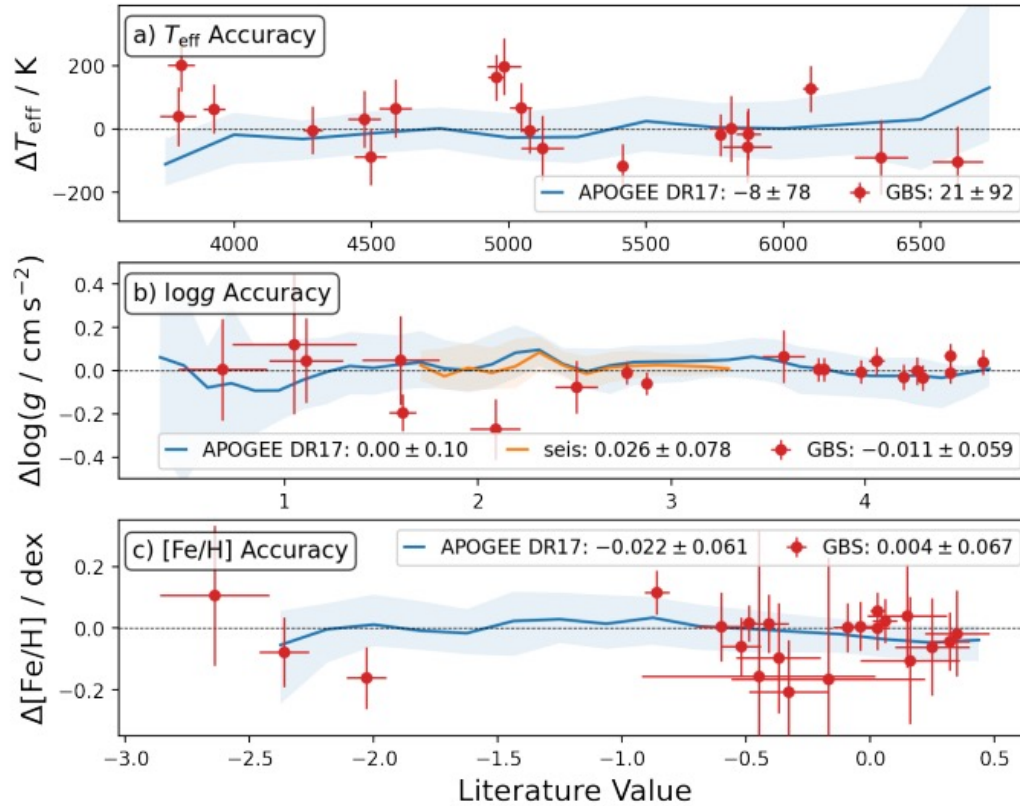 a) T_eff Accuracy
ΔT_eff / K
200
0
−200
APOGEE DR17: −8 ± 78
GBS: 21 ± 92
4000 4500 5000 5500 6000 6500
b) logg Accuracy
Δlog(g / cm s⁻²)
0.4
0.2
0.0
−0.2
−0.4
APOGEE DR17: 0.00 ± 0.10
seis: 0.026 ± 0.078
GBS: −0.011 ± 0.059
1 2 3 4
c) [Fe/H] Accuracy
Δ[Fe/H] / dex
APOGEE DR17: −0.022 ± 0.061
GBS: 0.004 ± 0.067
0.2
0.0
−0.2
−3.0 −2.5 −2.0 −1.5 −1.0 −0.5 0.0 0.5
Literature Value